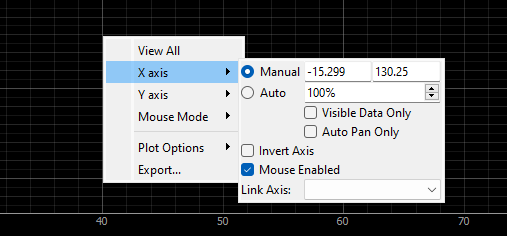 View All
X axis
Y axis
Mouse Mode
Plot Options
Export...
Manual -15.299 130.25
Auto 100%
Visible Data Only
Auto Pan Only
Invert Axis
Mouse Enabled
Link Axis:
40 50 60 70